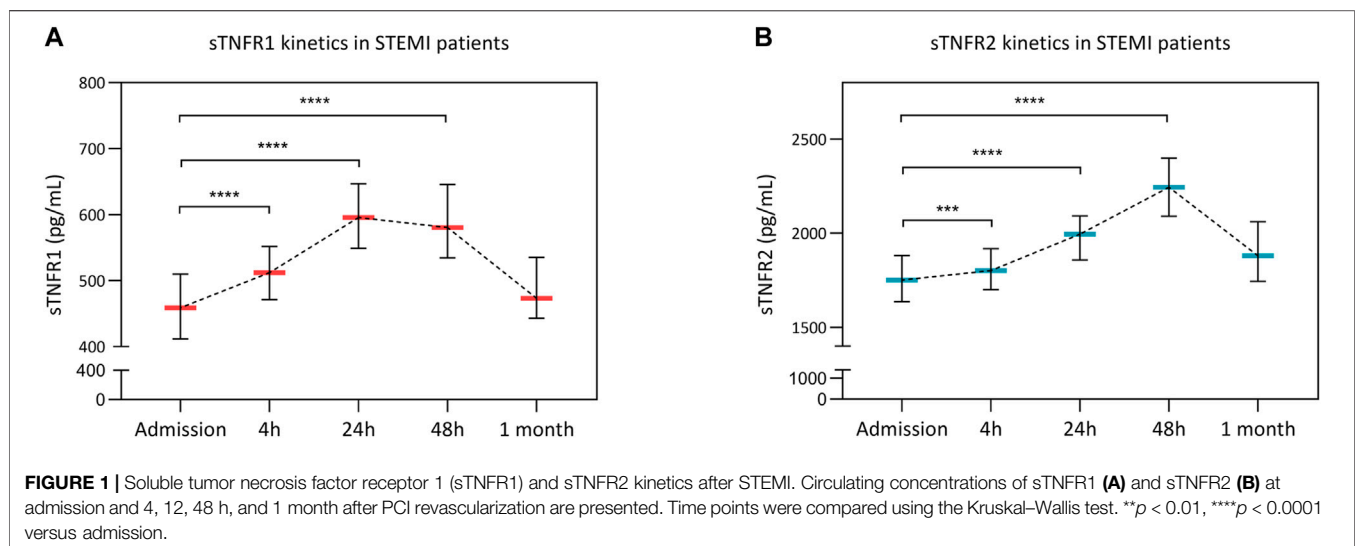 A
sTNFR1 kinetics in STEMI patients
sTNFR1 (pg/mL)
800
700
600
500
400
400
0
****
****
****
Admission 4h 24h 48h 1 month
B
sTNFR2 kinetics in STEMI patients
sTNFR2 (pg/mL)
2500
2000
1500
1000
0
****
****
***
Admission 4h 24h 48h 1 month
FIGURE 1 | Soluble tumor necrosis factor receptor 1 (sTNFR1) and sTNFR2 kinetics after STEMI. Circulating concentrations of sTNFR1 (A) and sTNFR2 (B) at
admission and 4, 12, 48 h, and 1 month after PCI revascularization are presented. Time points were compared using the Kruskal–Wallis test. **p < 0.01, ****p < 0.0001
versus admission.